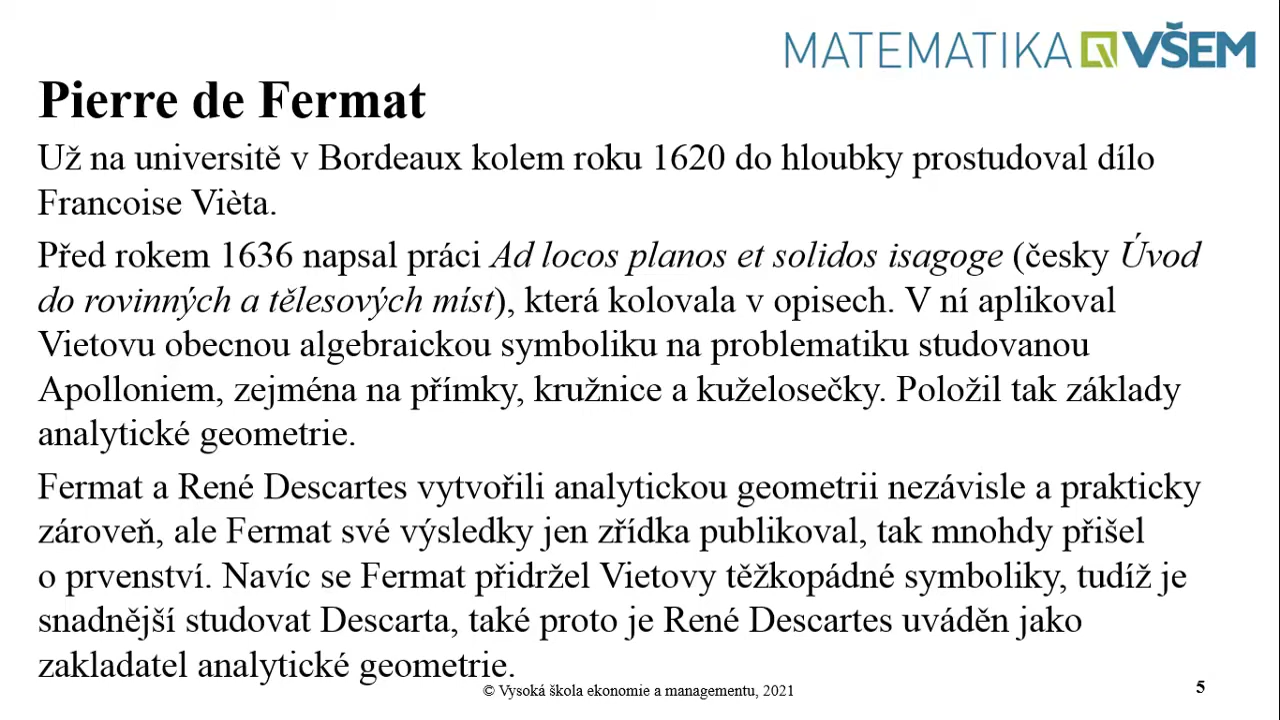 MATEMATIKA VŠEM
Pierre de Fermat
Už na universitě v Bordeaux kolem roku 1620 do hloubky prostudoval dílo
Francoise Vièta.
Před rokem 1636 napsal práci Ad locos planos et solidos isagoge (česky Úvod
do rovinných a tělesových míst), která kolovala v opisech. V ní aplikoval
Vietovu obecnou algebraickou symboliku na problematiku studovanou
Apolloniem, zejména na přímky, kružnice a kuželosečky. Položil tak základy
analytické geometrie.
Fermat a René Descartes vytvořili analytickou geometrii nezávisle a prakticky
zároveň, ale Fermat své výsledky jen zřídka publikoval, tak mnohdy přišel
o prvenství. Navíc se Fermat přidržel Vietovy těžkopádné symboliky, tudíž je
snadnější studovat Descarta, také proto je René Descartes uváděn jako
zakladatel analytické geometrie.
© Vysoká škola ekonomie a managementu, 2021
5